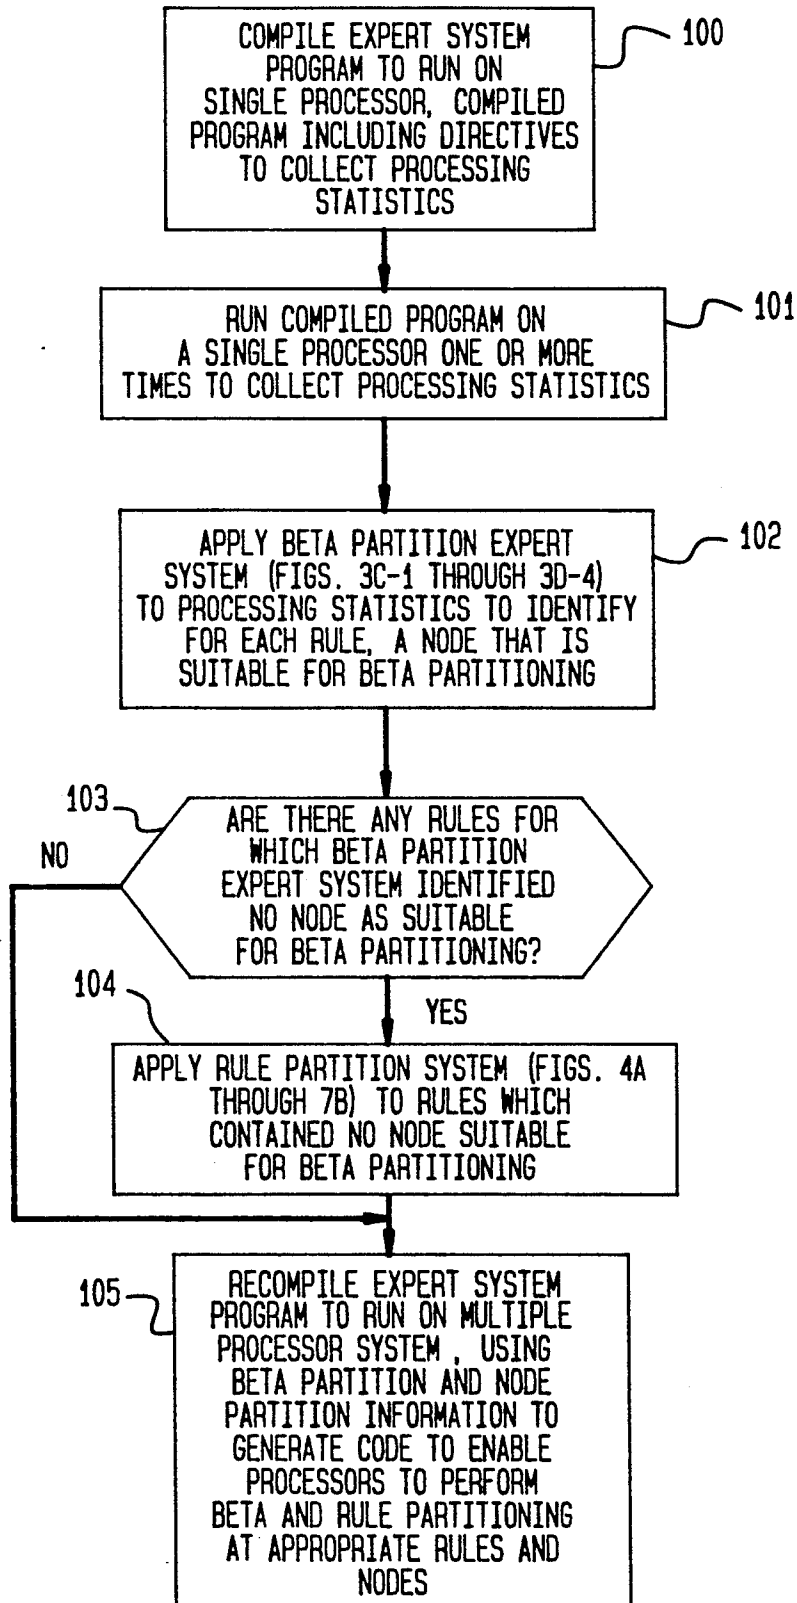 COMPILE EXPERT SYSTEM
PROGRAM TO RUN ON
SINGLE PROCESSOR, COMPILED
PROGRAM INCLUDING DIRECTIVES
TO COLLECT PROCESSING
STATISTICS
100
RUN COMPILED PROGRAM ON
A SINGLE PROCESSOR ONE OR MORE
TIMES TO COLLECT PROCESSING STATISTICS
101
APPLY BETA PARTITION EXPERT
SYSTEM (FIGS. 3C-1 THROUGH 3D-4)
TO PROCESSING STATISTICS TO IDENTIFY
FOR EACH RULE, A NODE THAT IS
SUITABLE FOR BETA PARTITIONING
102
103
NO
ARE THERE ANY RULES FOR
WHICH BETA PARTITION
EXPERT SYSTEM IDENTIFIED
NO NODE AS SUITABLE
FOR BETA PARTITIONING?
104
YES
APPLY RULE PARTITION SYSTEM (FIGS. 4A
THROUGH 7B) TO RULES WHICH
CONTAINED NO NODE SUITABLE
FOR BETA PARTITIONING
105
RECOMPILE EXPERT SYSTEM
PROGRAM TO RUN ON MULTIPLE
PROCESSOR SYSTEM , USING
BETA PARTITION AND NODE
PARTITION INFORMATION TO
GENERATE CODE TO ENABLE
PROCESSORS TO PERFORM
BETA AND RULE PARTITIONING
AT APPROPRIATE RULES AND
NODES